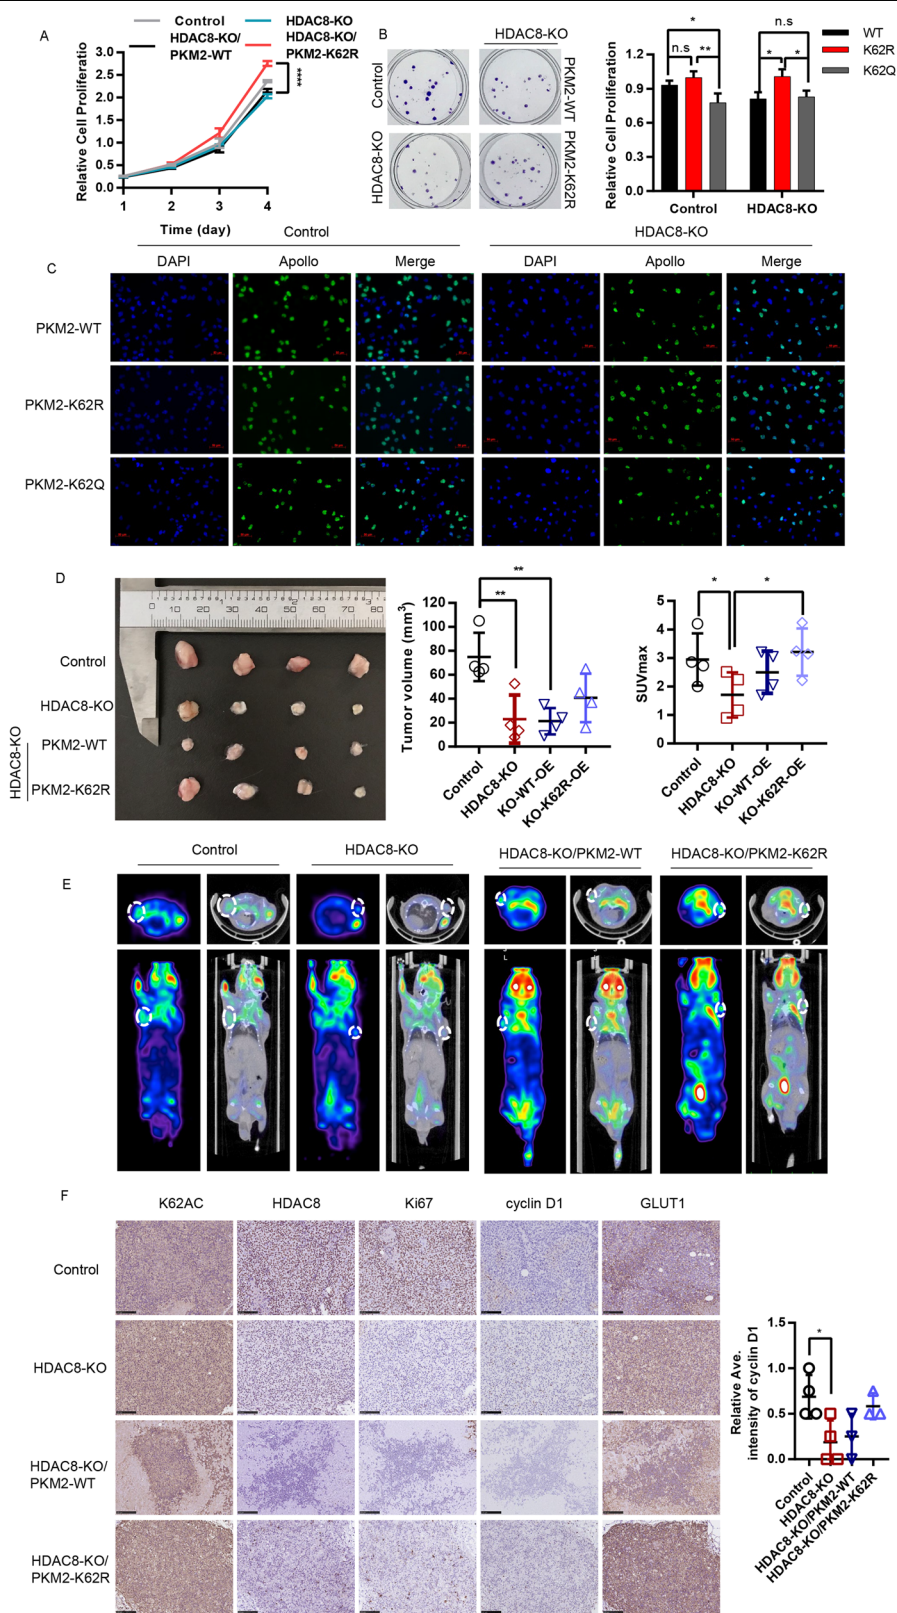 A
Control
HDAC8-KO
HDAC8-KO/
PKM2-WT
HDAC8-KO/
PKM2-K62R
Relative Cell Proliferatio
3.0
2.5
2.0
1.5
1.0
0.5
0.0
1
2
3
4
Time (day)
****
B
HDAC8-KO
Control
PKM2-WT
HDAC8-KO
PKM2-K62R
Relative Cell Proliferation
1.2
0.9
0.6
0.3
0.0
*
n.s
**
n.s
*
*
WT
K62R
K62Q
Control
HDAC8-KO
C
Control
HDAC8-KO
DAPI
Apollo
Merge
DAPI
Apollo
Merge
PKM2-WT
PKM2-K62R
PKM2-K62Q
D
0
10
20
30
40
50
60
70
80
Control
HDAC8-KO
HDAC8-KO
PKM2-WT
PKM2-K62R
Tumor volume (mm3)
120
100
80
60
40
20
0
**
**
Control
HDAC8-KO
KO-WT-OE
KO-K62R-OE
SUVmax
5
4
3
2
1
0
*
*
Control
HDAC8-KO
KO-WT-OE
KO-K62R-OE
E
Control
HDAC8-KO
HDAC8-KO/PKM2-WT
HDAC8-KO/PKM2-K62R
L
F
K62AC
HDAC8
Ki67
cyclin D1
GLUT1
Control
HDAC8-KO
HDAC8-KO/
PKM2-WT
HDAC8-KO/
PKM2-K62R
Relative Ave.
intensity of cyclin D1
1.5
1.0
0.5
0.0
*
Control
HDAC8-KO
HDAC8-KO/PKM2-WT
HDAC8-KO/PKM2-K62R